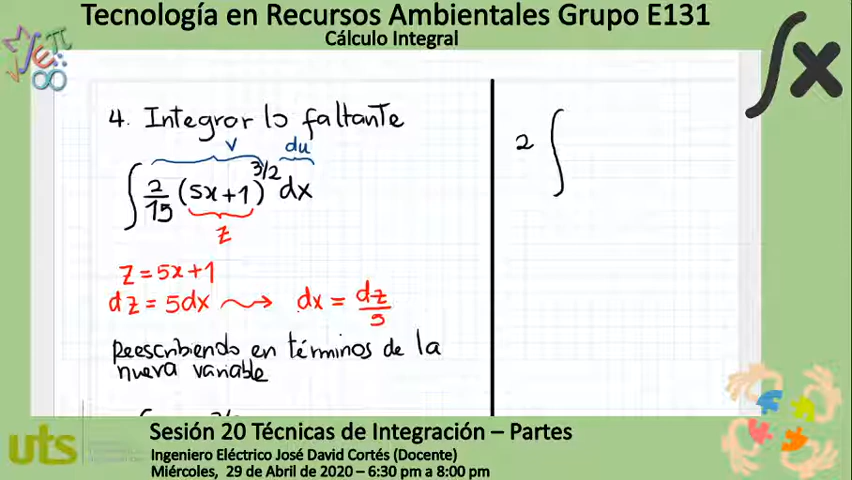 Tecnología en Recursos Ambientales Grupo E131
Cálculo Integral
∫x
4. Integrar lo faltante
v du
∫ 2/15 (5x+1)^3/2 dx
z
z = 5x+1
dz = 5dx → dx = dz/5
Reescribiendo en términos de la
nueva variable
2 ∫
uts
Sesión 20 Técnicas de Integración – Partes
Ingeniero Eléctrico José David Cortés (Docente)
Miércoles, 29 de Abril de 2020 – 6:30 pm a 8:00 pm